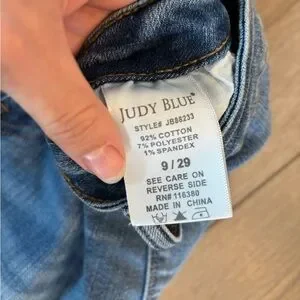 JUDY BLUE
STYLE# JB88233
92% COTTON
7% POLYESTER
1% SPANDEX
9 / 29
SEE CARE ON
REVERSE SIDE
RN# 116380
MADE IN CHINA